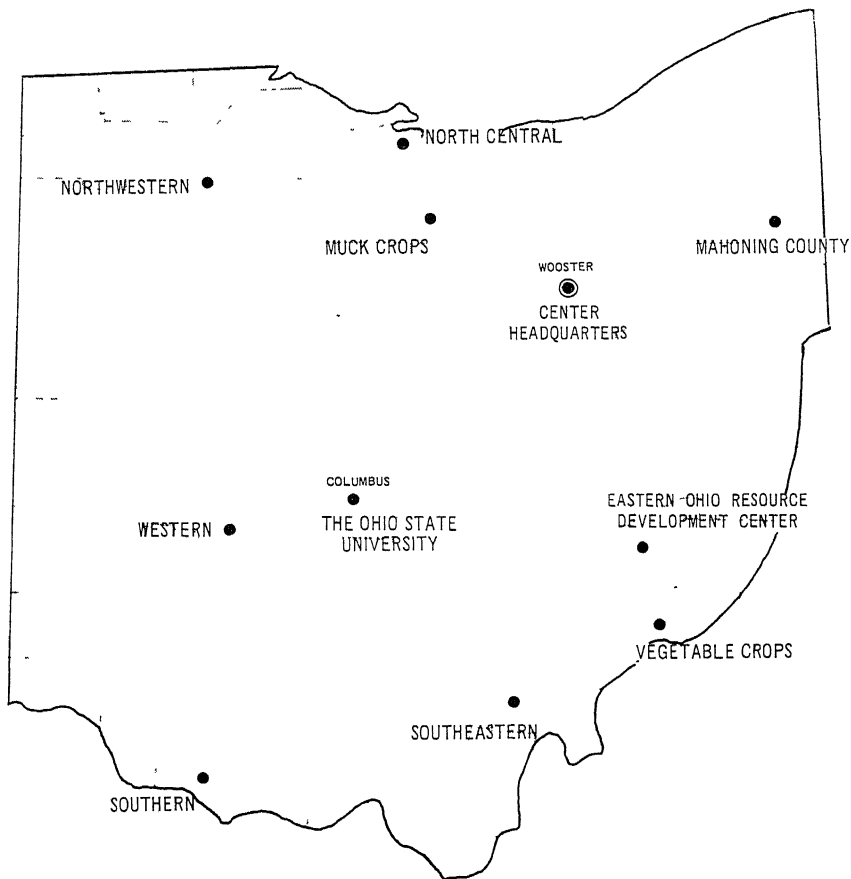 NORTH CENTRAL
NORTHWESTERN
MUCK CROPS
MAHONING COUNTY
WOOSTER
CENTER
HEADQUARTERS
COLUMBUS
THE OHIO STATE
UNIVERSITY
WESTERN
EASTERN OHIO RESOURCE
DEVELOPMENT CENTER
VEGETABLE CROPS
SOUTHEASTERN
SOUTHERN